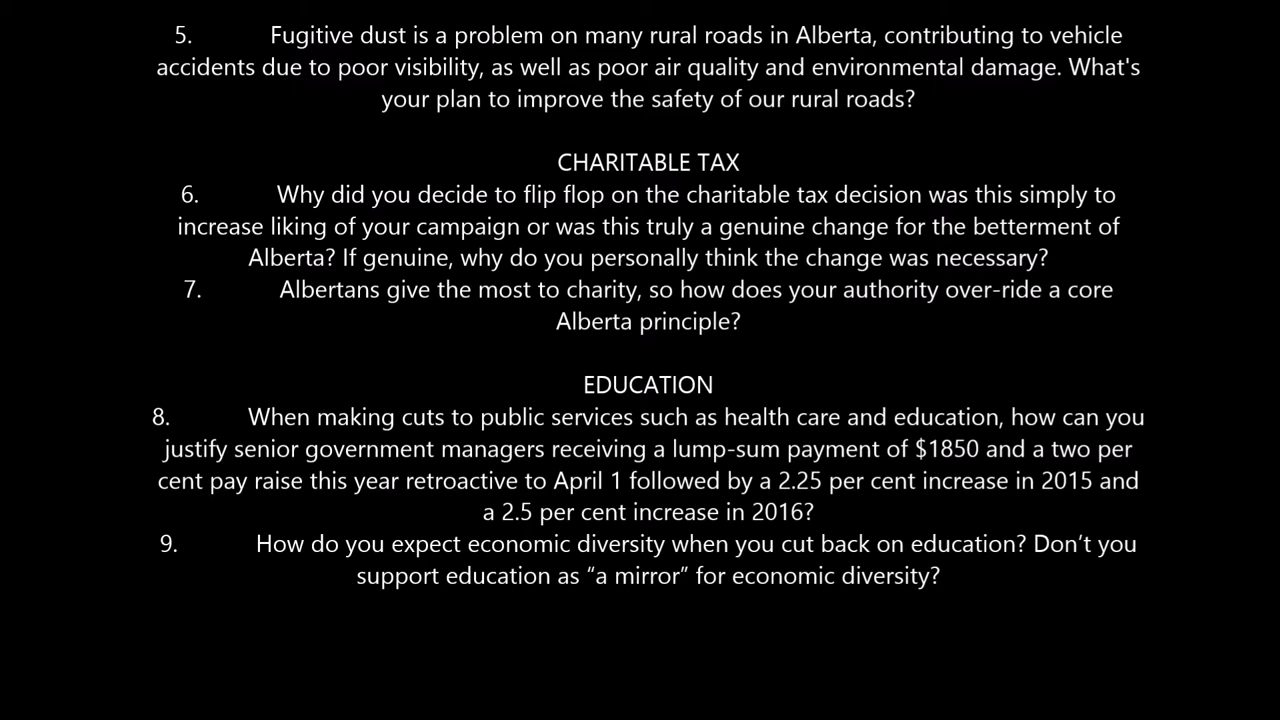 5. Fugitive dust is a problem on many rural roads in Alberta, contributing to vehicle
accidents due to poor visibility, as well as poor air quality and environmental damage. What's
your plan to improve the safety of our rural roads?
CHARITABLE TAX
6. Why did you decide to flip flop on the charitable tax decision was this simply to
increase liking of your campaign or was this truly a genuine change for the betterment of
Alberta? If genuine, why do you personally think the change was necessary?
7. Albertans give the most to charity, so how does your authority over-ride a core
Alberta principle?
EDUCATION
8. When making cuts to public services such as health care and education, how can you
justify senior government managers receiving a lump-sum payment of $1850 and a two per
cent pay raise this year retroactive to April 1 followed by a 2.25 per cent increase in 2015 and
a 2.5 per cent increase in 2016?
9. How do you expect economic diversity when you cut back on education? Don’t you
support education as “a mirror” for economic diversity?